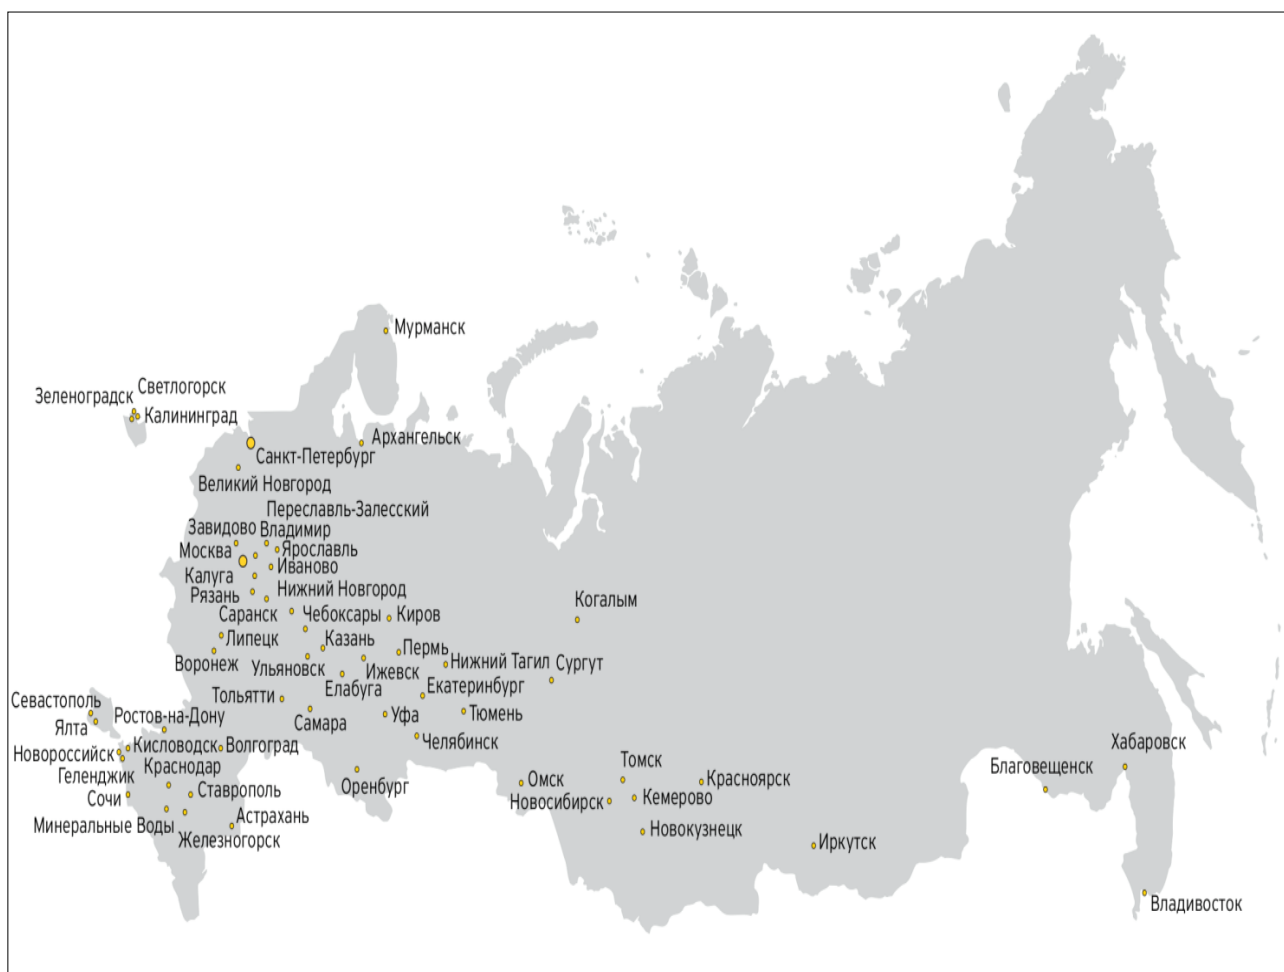 Мурманск
Светлогорск
Зеленоградск
Калининград
Архангельск
Санкт-Петербург
Великий Новгород
Переславль-Залесский
Завидово
Владимир
Москва
Ярославль
Иваново
Калуга
Рязань
Нижний Новгород
Когалым
Саранск
Чебоксары
Киров
Липецк
Казань
Пермь
Воронеж
Ульяновск
Ижевск
Нижний Тагил
Сургут
Елабуга
Екатеринбург
Тольятти
Севастополь
Ростов-на-Дону
Самара
Уфа
Тюмень
Ялта
Челябинск
Новороссийск
Кисловодск
Волгоград
Хабаровск
Геленджик
Краснодар
Томск
Благовещенск
Оренбург
Омск
Красноярск
Сочи
Ставрополь
Новосибирск
Кемерово
Минеральные Воды
Астрахань
Железногорск
Новокузнецк
Иркутск
Владивосток